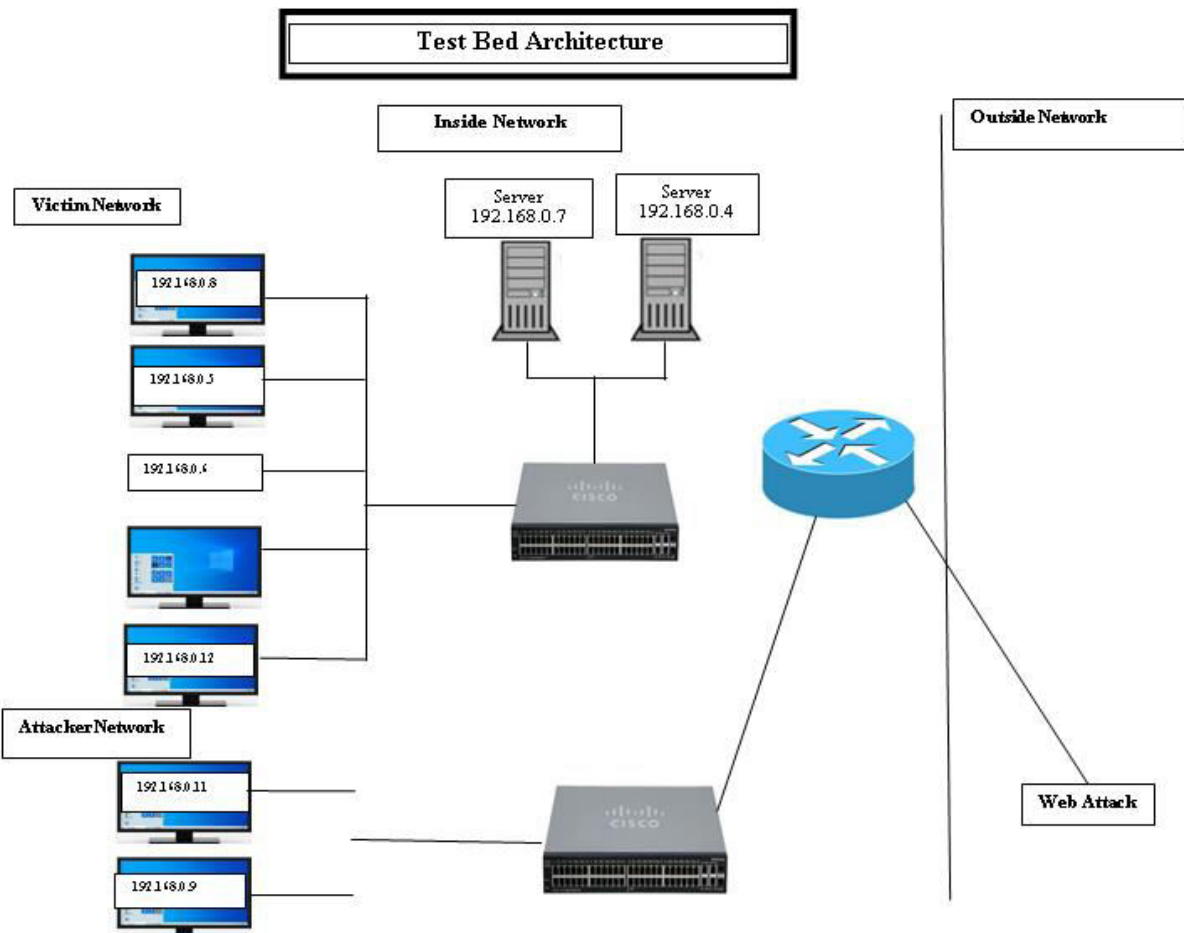 Test Bed Architecture
Inside Network
Outside Network
Victim Network
Server
192.168.0.7
Server
192.168.0.4
192.168.0.8
192.168.0.5
192.168.0.6
CISCO
192.168.0.12
Attacker Network
192.168.0.11
CISCO
Web Attack
192.168.0.9